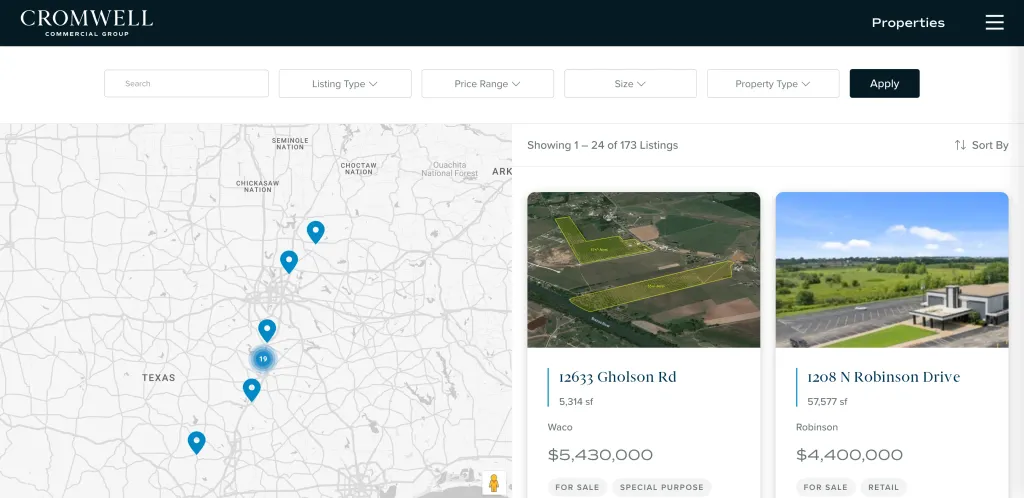 CROMWELL
COMMERCIAL GROUP
Properties
Search
Listing Type
Price Range
Size
Property Type
Apply
SEMINOLE
NATION
CHOCTAW
NATION
Ouachita
National Forest
ARK
CHICKASAW
NATION
19
TEXAS
Showing 1 – 24 of 173 Listings
Sort By
12633 Gholson Rd
5,314 sf
Waco
$5,430,000
FOR SALE
SPECIAL PURPOSE
1208 N Robinson Drive
57,577 sf
Robinson
$4,400,000
FOR SALE
RETAIL